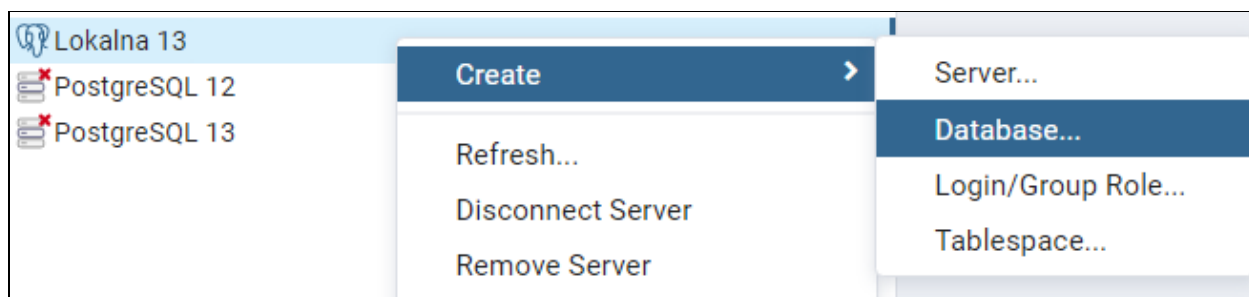 Lokalna 13
PostgreSQL 12
PostgreSQL 13
Create
Refresh...
Disconnect Server
Remove Server
Server...
Database...
Login/Group Role...
Tablespace...